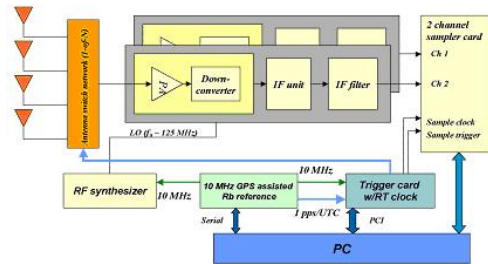 Antenna switch network (1-of-N)
Down-
converter
IF unit
IF filter
2 channel
sampler card
Ch 1
Ch 2
Sample clock
Sample trigger
LO (fₛ – 125 MHz)
RF synthesizer
10 MHz
10 MHz GPS assisted
Rb reference
10 MHz
1 pps/UTC
Trigger card
w/RT clock
Serial
PCI
PC